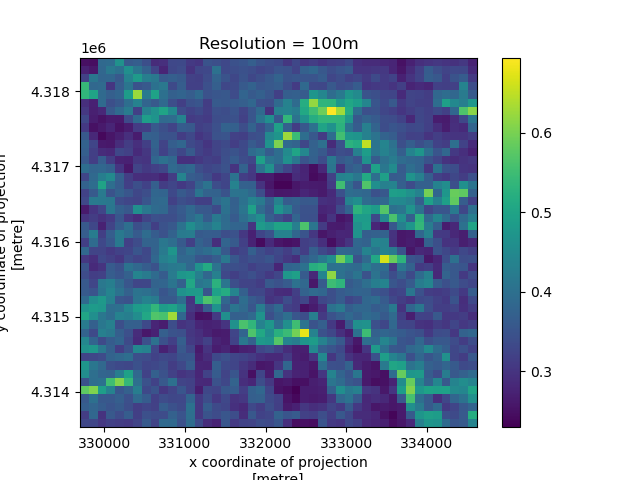 Resolution = 100m
1e6
4.318
4.317
4.316
4.315
4.314
y coordinate of projection
[metre]
330000 331000 332000 333000 334000
x coordinate of projection
[metre]
0.6
0.5
0.4
0.3